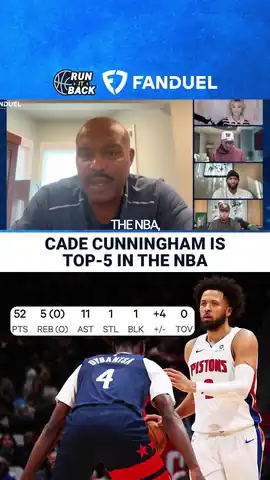 RUN
IT
BACK
FANDUEL
FANDUEL
THE NBA,
CADE CUNNINGHAM IS
TOP-5 IN THE NBA
52 5 (0) 11 1 1 +4 0
PTS REB (O) AST STL BLK +/- TOV
DYBANTSA
4
PISTONS